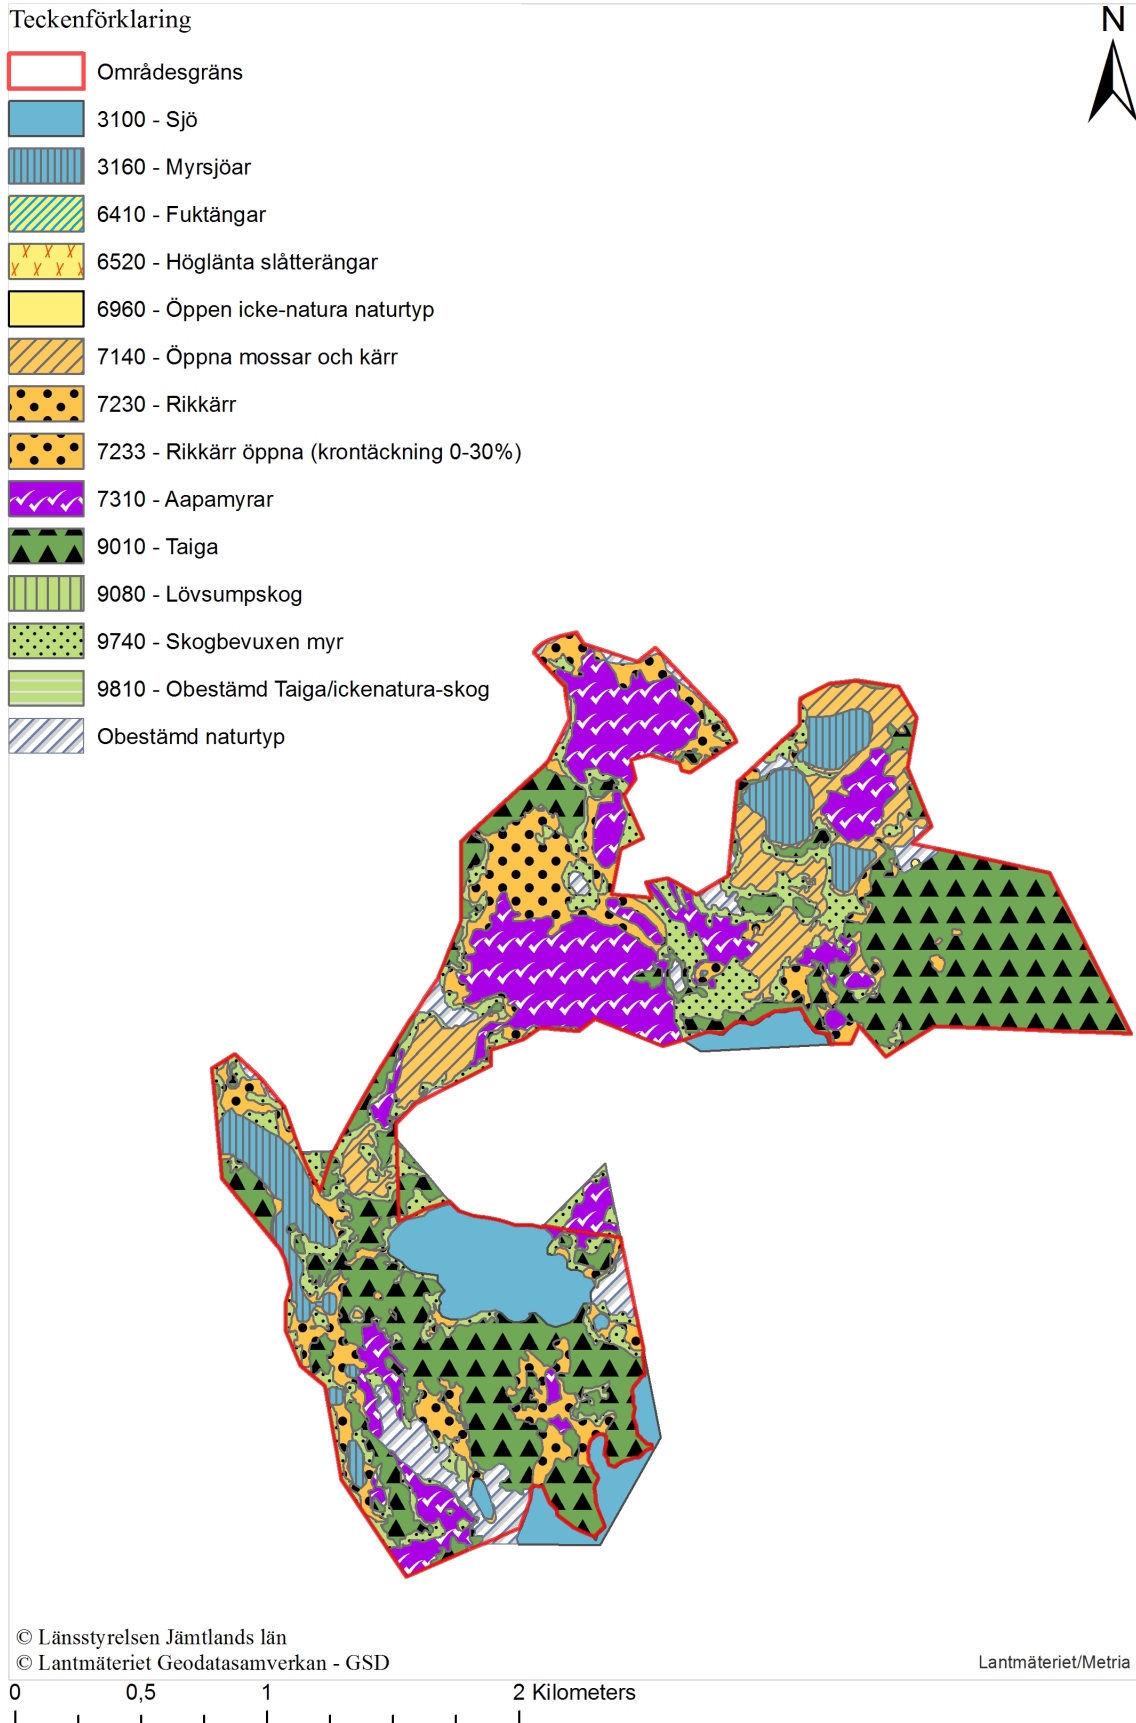 Teckenförklaring
N
Områdesgräns
3100 - Sjö
3160 - Myrsjöar
6410 - Fuktängar
6520 - Höglänta slåtterängar
6960 - Öppen icke-natura naturtyp
7140 - Öppna mossar och kärr
7230 - Rikkärr
7233 - Rikkärr öppna (krontäckning 0-30%)
7310 - Aapamyrar
9010 - Taiga
9080 - Lövsumpskog
9740 - Skogbevuxen myr
9810 - Obestämd Taiga/ickenatura-skog
Obestämd naturtyp
© Länsstyrelsen Jämtlands län
© Lantmäteriet Geodatasamverkan - GSD
Lantmäteriet/Metria
0 0,5 1 2 Kilometers